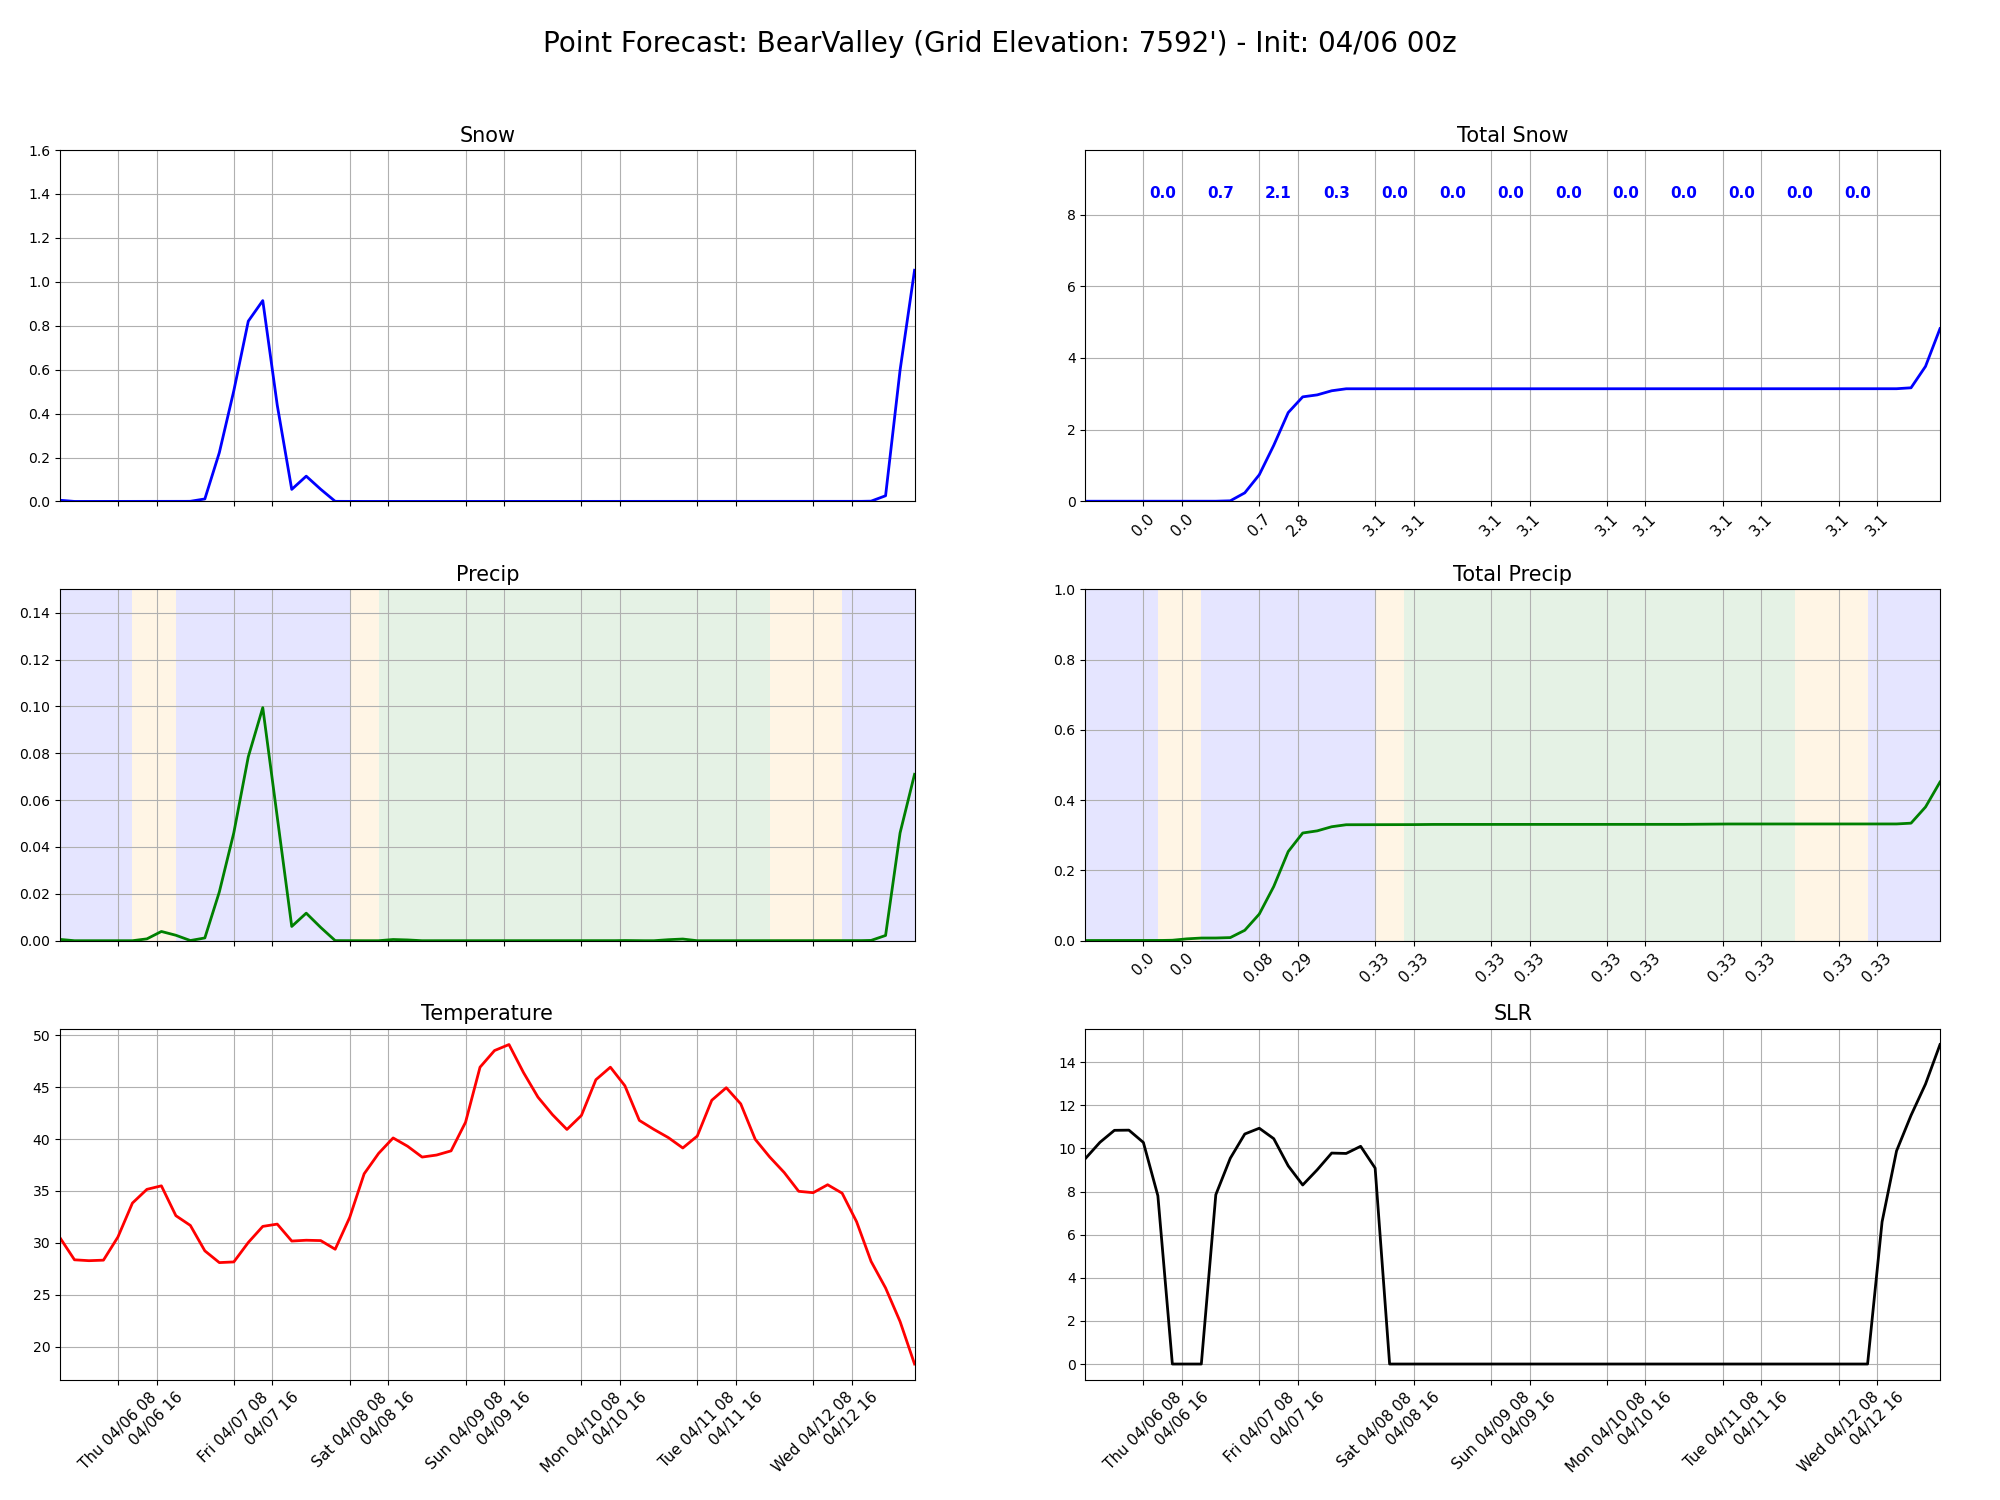 Point Forecast: BearValley (Grid Elevation: 7592') - Init: 04/06 00z
Snow
1.6
1.4
1.2
1.0
0.8
0.6
0.4
0.2
0.0
Total Snow
0.0 0.7 2.1 0.3 0.0 0.0 0.0 0.0 0.0 0.0 0.0 0.0 0.0
8
6
4
2
0
0.0 0.0 0.7 2.8 3.1 3.1 3.1 3.1 3.1 3.1 3.1 3.1 3.1 3.1
Precip
0.14
0.12
0.10
0.08
0.06
0.04
0.02
0.00
Total Precip
1.0
0.8
0.6
0.4
0.2
0.0
0.0 0.0 0.08 0.29 0.33 0.33 0.33 0.33 0.33 0.33 0.33 0.33 0.33 0.33
Temperature
50
45
40
35
30
25
20
Thu 04/06 08
04/06 16
Fri 04/07 08
04/07 16
Sat 04/08 08
04/08 16
Sun 04/09 08
04/09 16
Mon 04/10 08
04/10 16
Tue 04/11 08
04/11 16
Wed 04/12 08
04/12 16
SLR
14
12
10
8
6
4
2
0
Thu 04/06 08
04/06 16
Fri 04/07 08
04/07 16
Sat 04/08 08
04/08 16
Sun 04/09 08
04/09 16
Mon 04/10 08
04/10 16
Tue 04/11 08
04/11 16
Wed 04/12 08
04/12 16